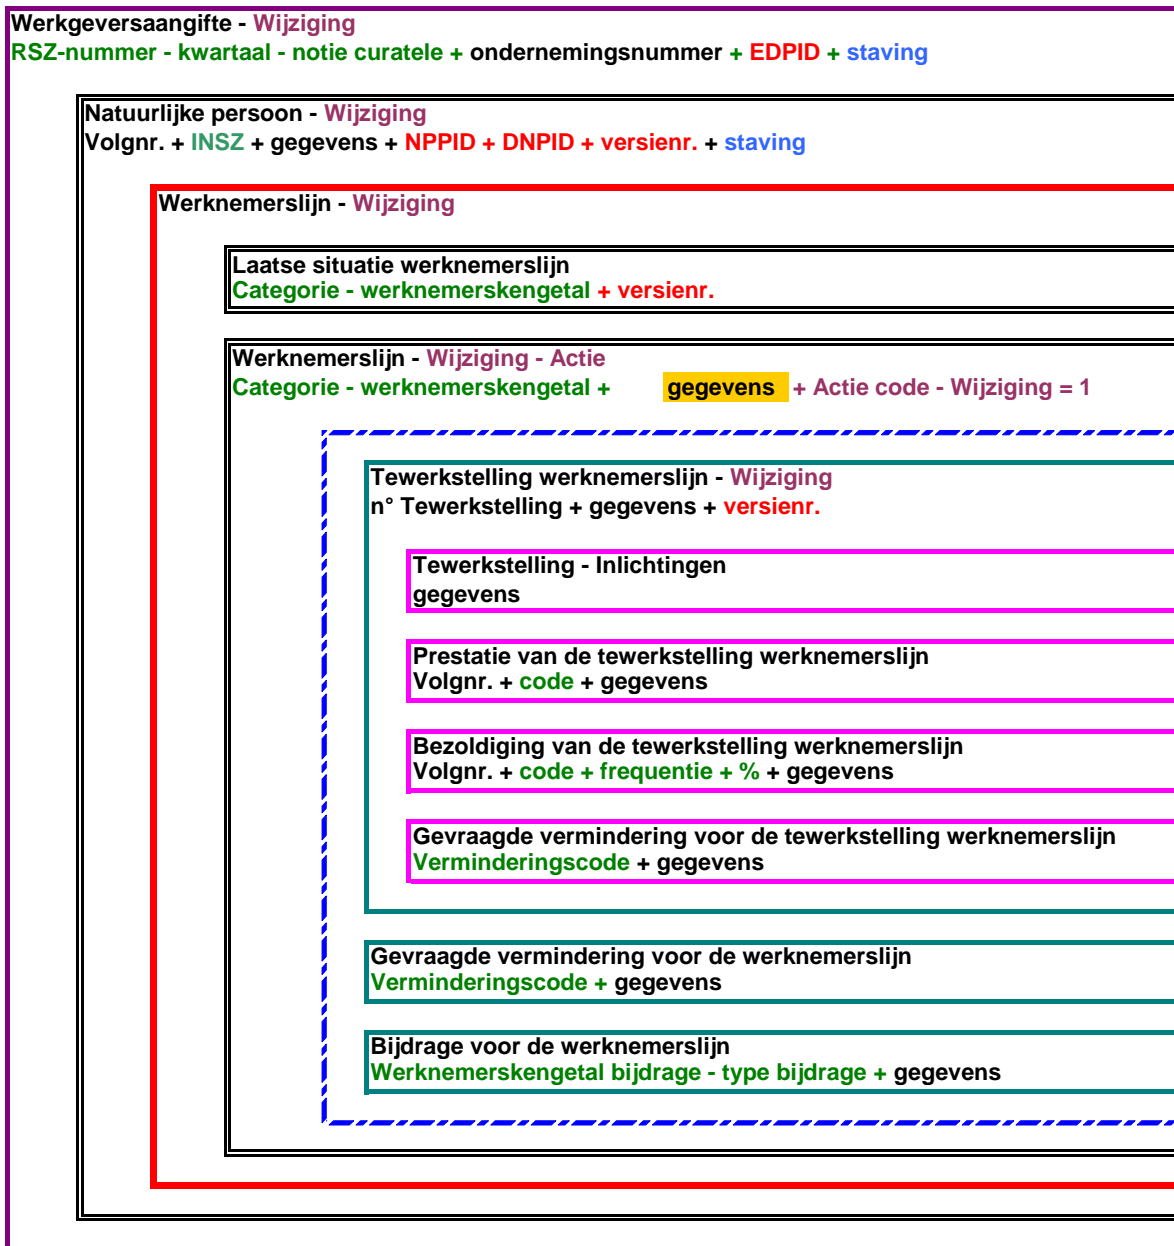 Werkgeversaangifte - Wijziging
RSZ-nummer - kwartaal - notie curatele + ondernemingsnummer + EDPID + staving
Natuurlijke persoon - Wijziging
Volgnr. + INSZ + gegevens + NPPID + DNPID + versienr. + staving
Werknemerslijn - Wijziging
Laatse situatie werknemerslijn
Categorie - werknemerskengetal + versienr.
Werknemerslijn - Wijziging - Actie
Categorie - werknemerskengetal + gegevens + Actie code - Wijziging = 1
Tewerkstelling werknemerslijn - Wijziging
n° Tewerkstelling + gegevens + versienr.
Tewerkstelling - Inlichtingen
gegevens
Prestatie van de tewerkstelling werknemerslijn
Volgnr. + code + gegevens
Bezoldiging van de tewerkstelling werknemerslijn
Volgnr. + code + frequentie + % + gegevens
Gevraagde vermindering voor de tewerkstelling werknemerslijn
Verminderingscode + gegevens
Gevraagde vermindering voor de werknemerslijn
Verminderingscode + gegevens
Bijdrage voor de werknemerslijn
Werknemerskengetal bijdrage - type bijdrage + gegevens